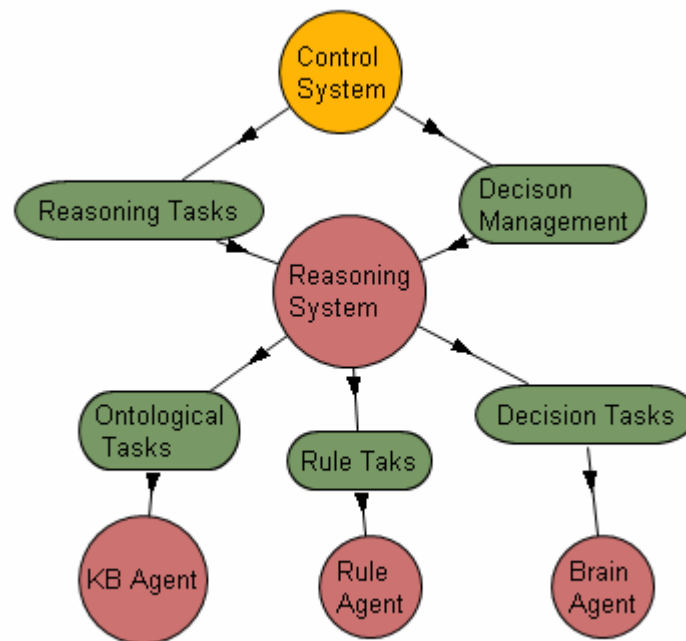 Control
System
Reasoning Tasks
Decison
Management
Reasoning
System
Ontological
Tasks
Rule Taks
Decision Tasks
KB Agent
Rule
Agent
Brain
Agent